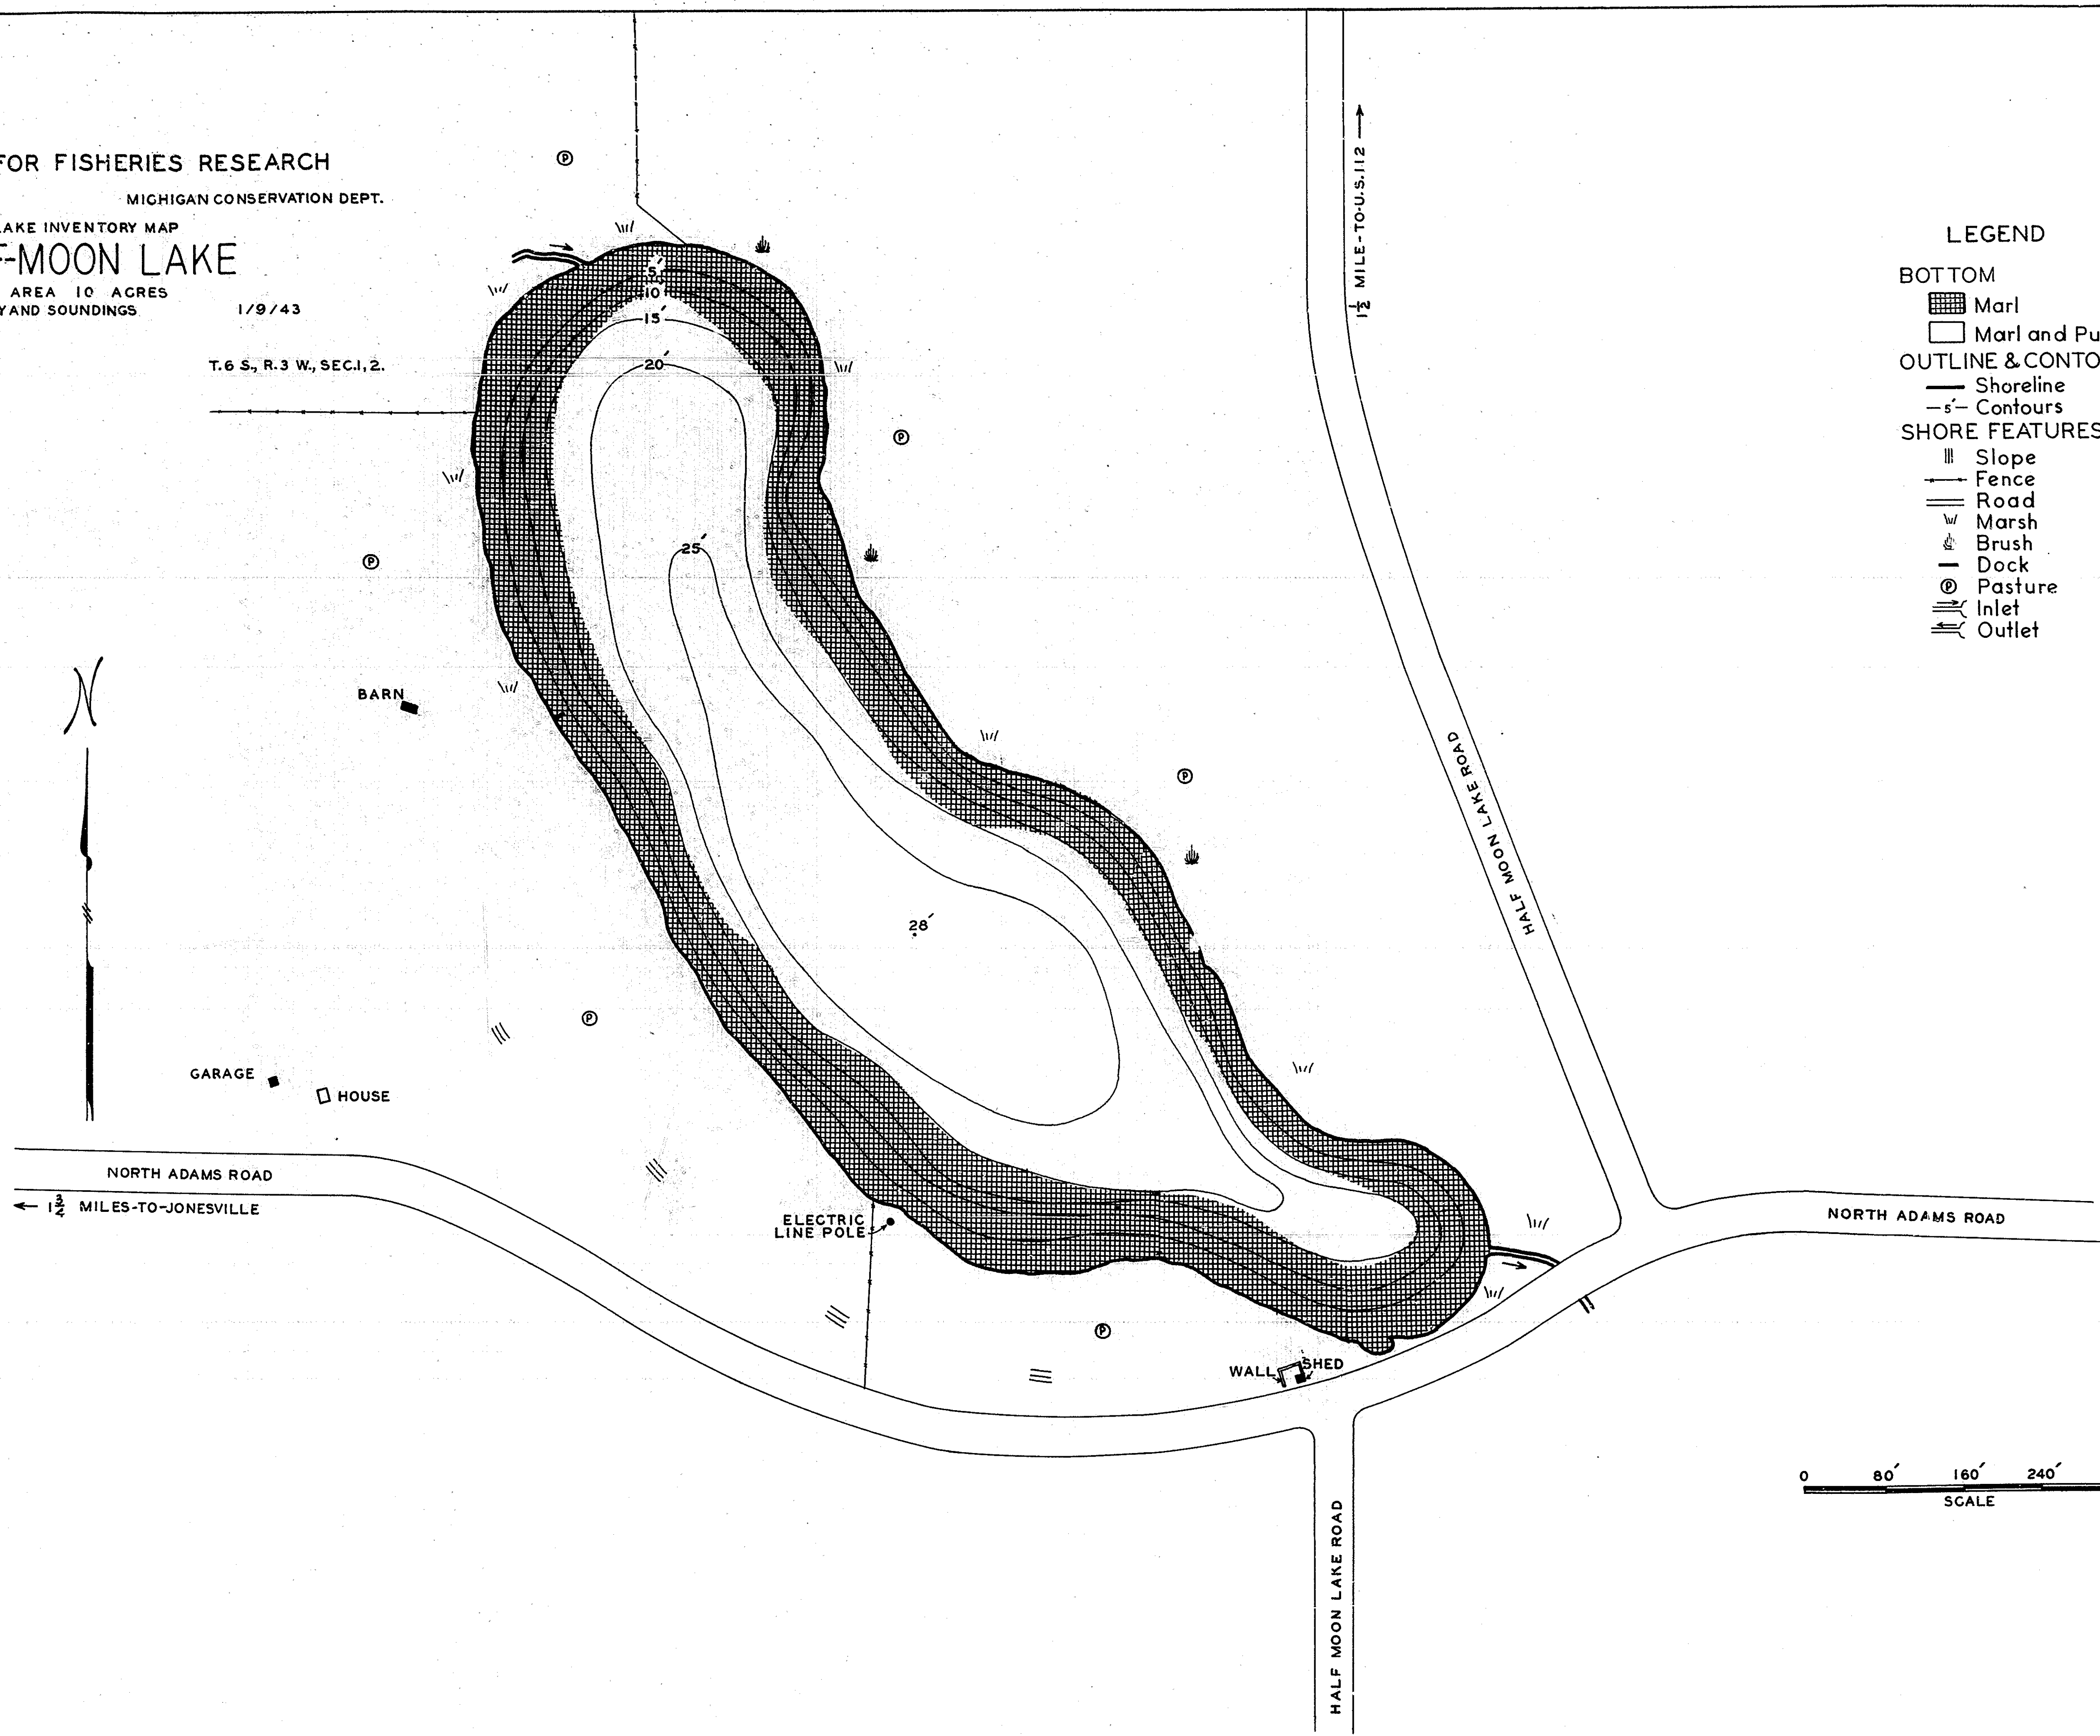 FOR FISHERIES RESEARCH
MICHIGAN CONSERVATION DEPT.
LAKE INVENTORY MAP
F-MOON LAKE
AREA 10 ACRES
Y AND SOUNDINGS 1/9/43
T.6 S., R.3 W., SEC.1, 2.
P
5′
10′
15′
20′
25′
28′
P
P
P
P
P
1½ MILE-TO-U.S.12
LEGEND
BOTTOM
Marl
Marl and Pu
OUTLINE & CONTO
Shoreline
-5′- Contours
SHORE FEATURES
Slope
Fence
Road
Marsh
Brush
Dock
P Pasture
Inlet
Outlet
N
BARN
GARAGE
HOUSE
HALF MOON LAKE ROAD
NORTH ADAMS ROAD
1¾ MILES-TO-JONESVILLE
ELECTRIC
LINE POLE
NORTH ADAMS ROAD
WALL
SHED
HALF MOON LAKE ROAD
0 80′ 160′ 240′
SCALE